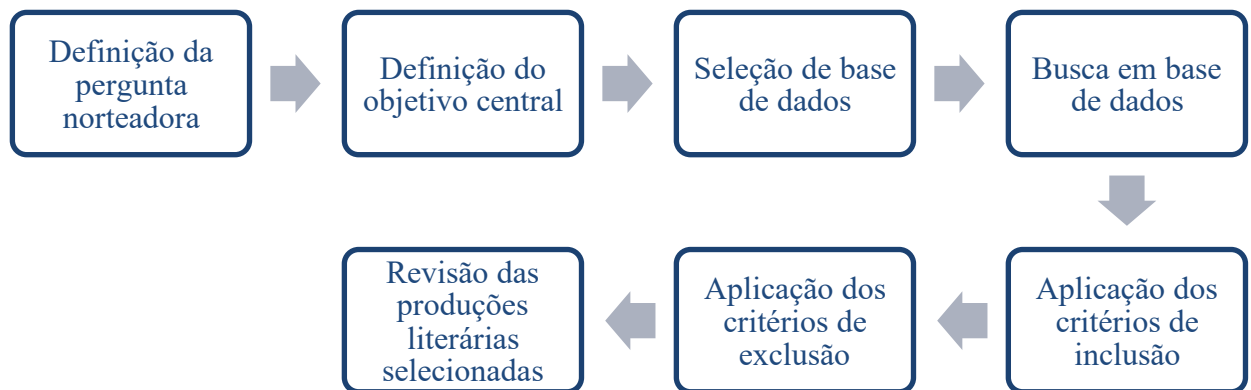 Definição da
pergunta
norteadora
Definição do
objetivo central
Seleção de base
de dados
Busca em base
de dados
Aplicação dos
critérios de
inclusão
Aplicação dos
critérios de
exclusão
Revisão das
produções
literárias
selecionadas